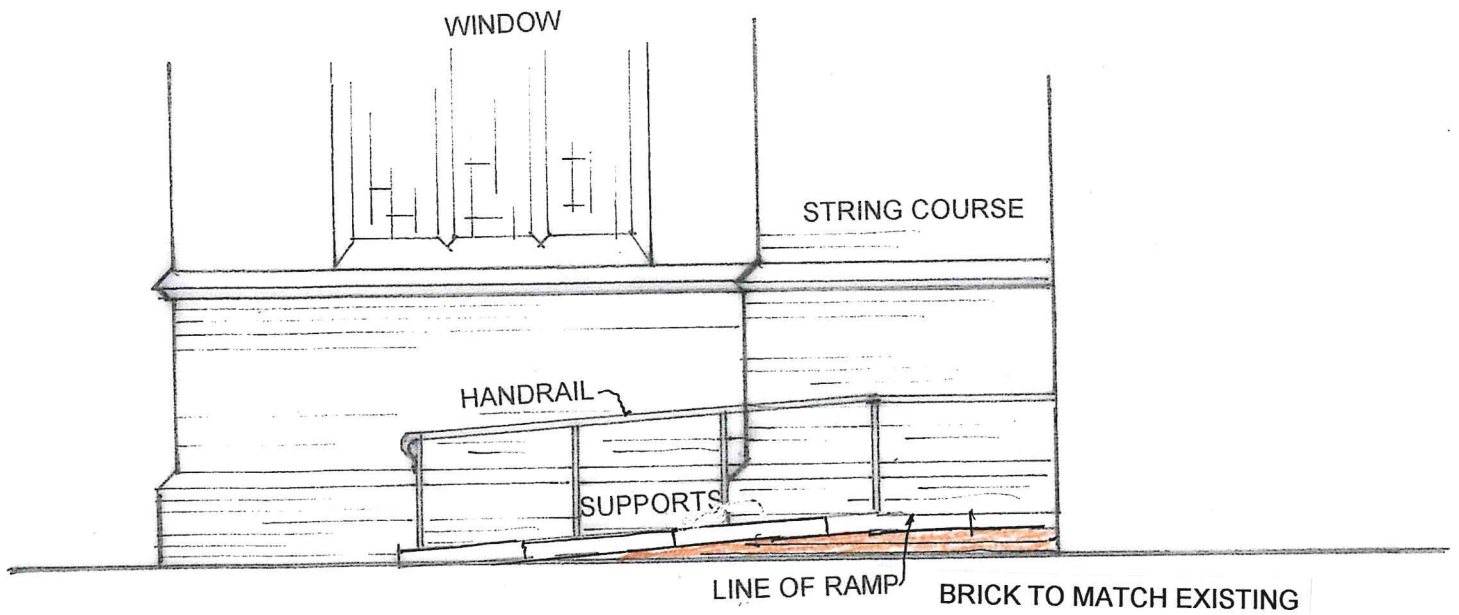 WINDOW
STRING COURSE
HANDRAIL
SUPPORTS
LINE OF RAMP
BRICK TO MATCH EXISTING